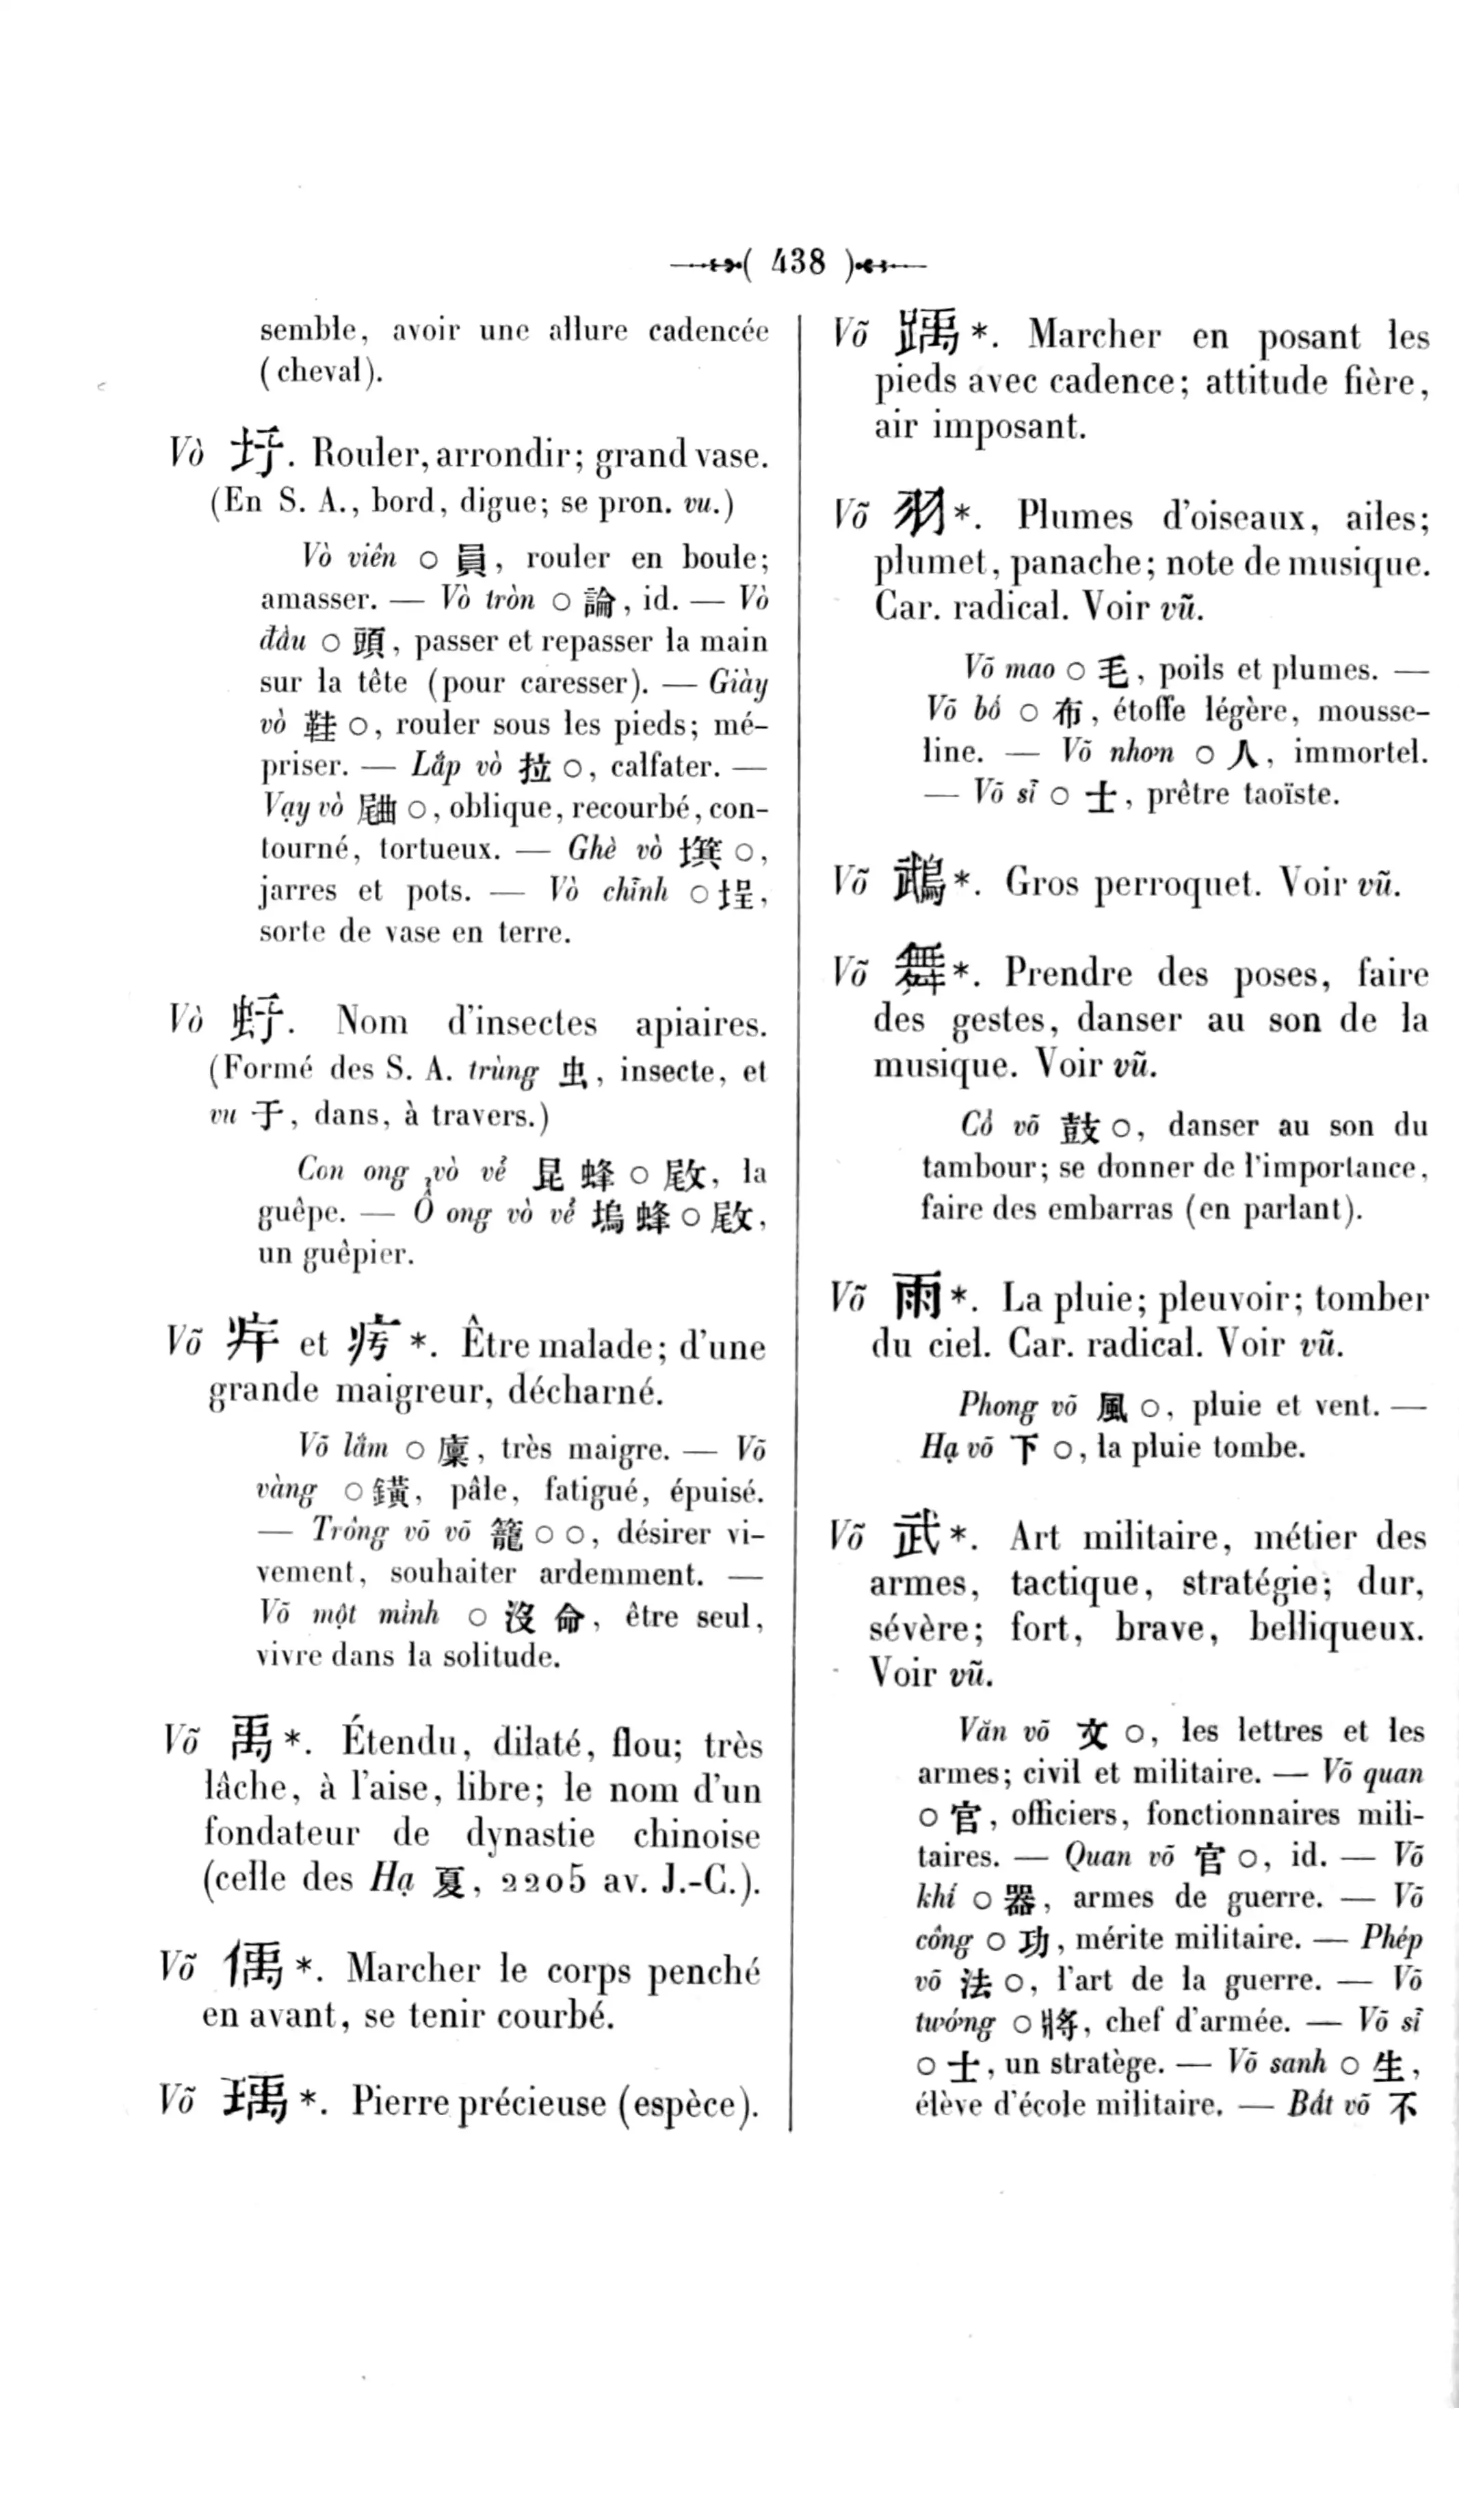 ( 438 )
semble, avoir une allure cadencée
(cheval).
Vò 圩. Rouler, arrondir; grand vase.
(En S. A., bord, digue; se pron. vu.)
Vò viên ○ 員, rouler en boule;
amasser. — Vò tròn ○ 論, id. — Vò
đầu ○ 頭, passer et repasser la main
sur la tête (pour caresser). — Giày
vò 鞋 ○, rouler sous les pieds; mé-
priser. — Lắp vò 拉 ○, calfater. —
Vạy vò ○, oblique, recourbé, con-
tourné, tortueux. — Ghè vò ○,
jarres et pots. — Vò chĩnh ○ 埕,
sorte de vase en terre.
Vò 虶. Nom d'insectes apiaires.
(Formé des S. A. trùng 虫, insecte, et
vu 于, dans, à travers.)
Con ong vò vẻ 昆 蜂 ○, la
guêpe. — Ổ ong vò vẻ 塢 蜂 ○,
un guêpier.
Võ et *. Être malade; d'une
grande maigreur, décharné.
Võ lắm ○ 廩, très maigre. — Võ
vàng ○ 鐄, pâle, fatigué, épuisé.
— Trông võ võ 籠 ○ ○, désirer vi-
vement, souhaiter ardemment. —
Võ một mình ○ 沒 命, être seul,
vivre dans la solitude.
Võ 禹 *. Étendu, dilaté, flou; très
lâche, à l'aise, libre; le nom d'un
fondateur de dynastie chinoise
(celle des Hạ 夏, 2205 av. J.-C.).
Võ 偊 *. Marcher le corps penché
en avant, se tenir courbé.
Võ 瑀 *. Pierre précieuse (espèce).
Võ 踽 *. Marcher en posant les
pieds avec cadence; attitude fière,
air imposant.
Võ 羽 *. Plumes d'oiseaux, ailes;
plumet, panache; note de musique.
Car. radical. Voir vũ.
Võ mao ○ 毛, poils et plumes. —
Võ bố ○ 布, étoffe légère, mousse-
line. — Võ nhơn ○ 人, immortel.
— Võ sĩ ○ 士, prêtre taoïste.
Võ 鵡 *. Gros perroquet. Voir vũ.
Võ 舞 *. Prendre des poses, faire
des gestes, danser au son de la
musique. Voir vũ.
Cổ võ 鼓 ○, danser au son du
tambour; se donner de l'importance,
faire des embarras (en parlant).
Võ 雨 *. La pluie; pleuvoir; tomber
du ciel. Car. radical. Voir vũ.
Phong võ 風 ○, pluie et vent. —
Hạ võ 下 ○, la pluie tombe.
Võ 武 *. Art militaire, métier des
armes, tactique, stratégie; dur,
sévère; fort, brave, belliqueux.
Voir vũ.
Văn võ 文 ○, les lettres et les
armes; civil et militaire. — Võ quan
○ 官, officiers, fonctionnaires mili-
taires. — Quan võ 官 ○, id. — Võ
khí ○ 器, armes de guerre. — Võ
công ○ 功, mérite militaire. — Phép
võ 法 ○, l'art de la guerre. — Võ
tướng ○ 將, chef d'armée. — Võ sĩ
○ 士, un stratège. — Võ sanh ○ 生,
élève d'école militaire. — Bất võ 不